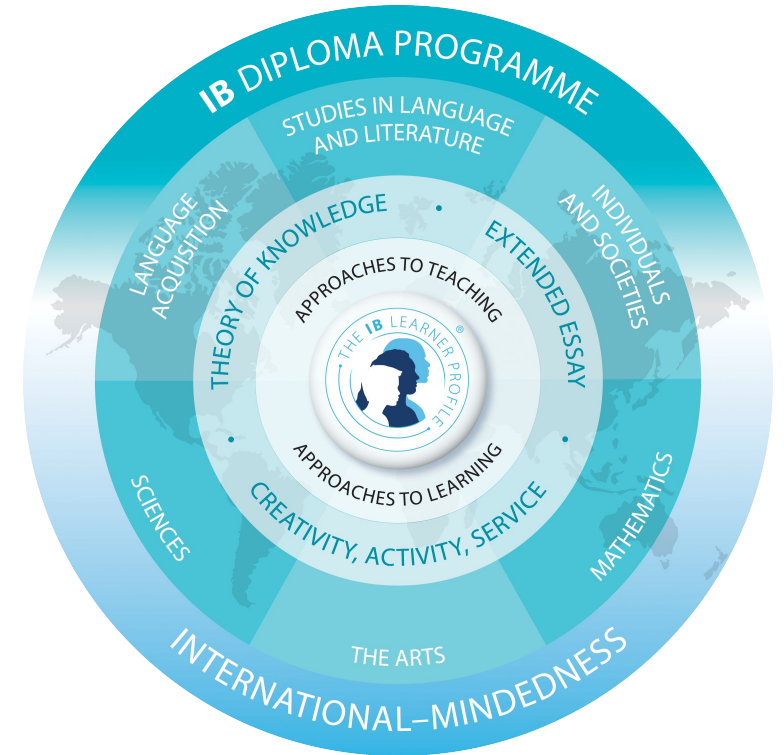 IB DIPLOMA PROGRAMME
STUDIES IN LANGUAGE
AND LITERATURE
LANGUAGE
ACQUISITION
INDIVIDUALS
AND SOCIETIES
THEORY OF KNOWLEDGE
•
EXTENDED ESSAY
APPROACHES TO TEACHING
THE IB LEARNER PROFILE
®
APPROACHES TO LEARNING
•
•
CREATIVITY, ACTIVITY, SERVICE
SCIENCES
MATHEMATICS
THE ARTS
INTERNATIONAL–MINDEDNESS